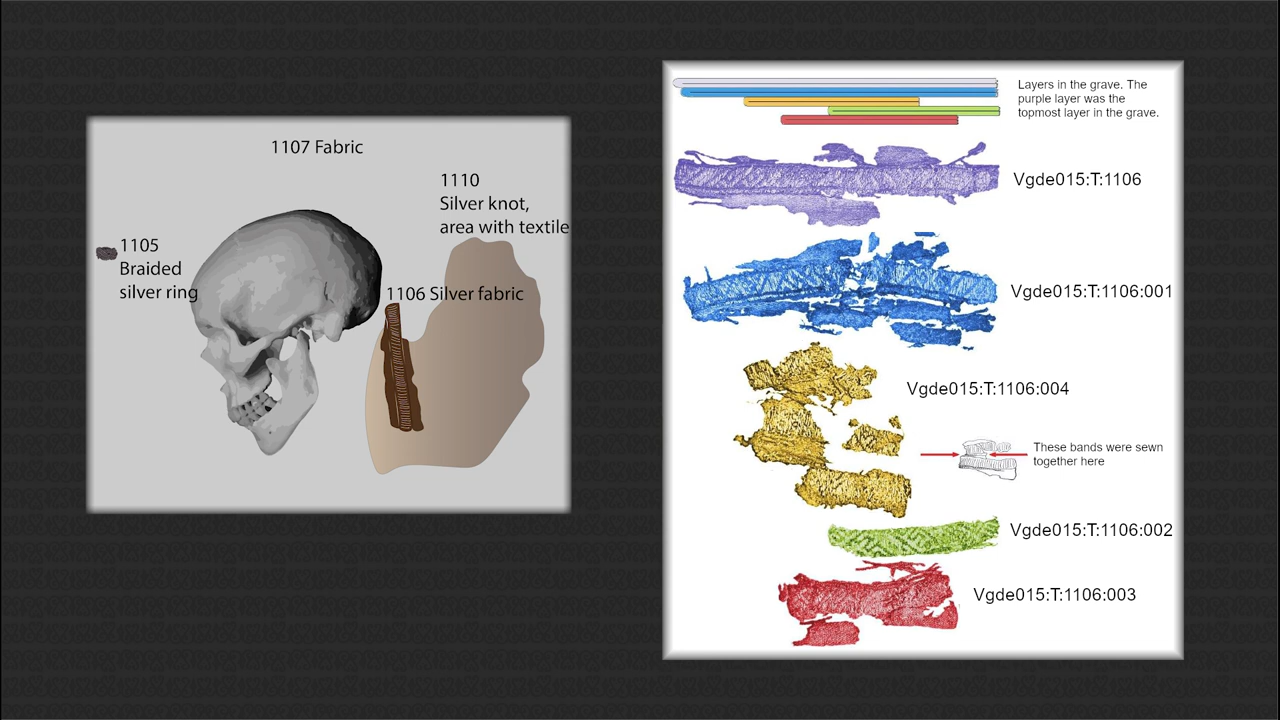 1107 Fabric
1110
Silver knot,
area with textile
1105
Braided
silver ring
1106 Silver fabric
Layers in the grave. The
purple layer was the
topmost layer in the grave.
Vgde015:T:1106
Vgde015:T:1106:001
Vgde015:T:1106:004
These bands were sewn
together here
Vgde015:T:1106:002
Vgde015:T:1106:003